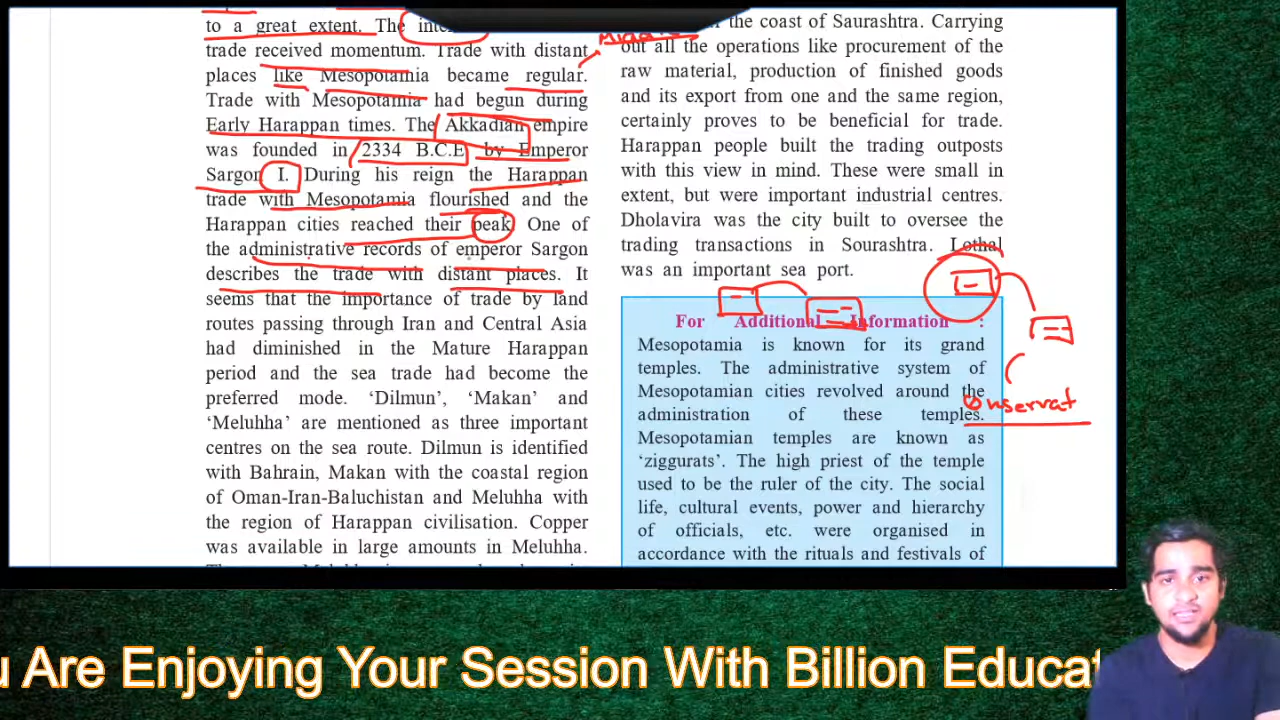 to a great extent. The
trade received momentum. Trade with distant
places like Mesopotamia became regular.
Trade with Mesopotamia had begun during
Early Harappan times. The Akkadian empire
was founded in 2334 B.C.E by Emperor
Sargon I. During his reign the Harappan
trade with Mesopotamia flourished and the
Harappan cities reached their peak. One of
the administrative records of emperor Sargon
describes the trade with distant places. It
seems that the importance of trade by land
routes passing through Iran and Central Asia
had diminished in the Mature Harappan
period and the sea trade had become the
preferred mode. ‘Dilmun’, ‘Makan’ and
‘Meluhha’ are mentioned as three important
centres on the sea route. Dilmun is identified
with Bahrain, Makan with the coastal region
of Oman-Iran-Baluchistan and Meluhha with
the region of Harappan civilisation. Copper
was available in large amounts in Meluhha.
the coast of Saurashtra. Carrying
out all the operations like procurement of the
raw material, production of finished goods
and its export from one and the same region,
certainly proves to be beneficial for trade.
Harappan people built the trading outposts
with this view in mind. These were small in
extent, but were important industrial centres.
Dholavira was the city built to oversee the
trading transactions in Sourashtra. Lothal
was an important sea port.
For Additional Information :
Mesopotamia is known for its grand
temples. The administrative system of
Mesopotamian cities revolved around the
administration of these temples.
Mesopotamian temples are known as
‘ziggurats’. The high priest of the temple
used to be the ruler of the city. The social
life, cultural events, power and hierarchy
of officials, etc. were organised in
accordance with the rituals and festivals of
Conservat
u Are Enjoying Your Session With Billion Educat